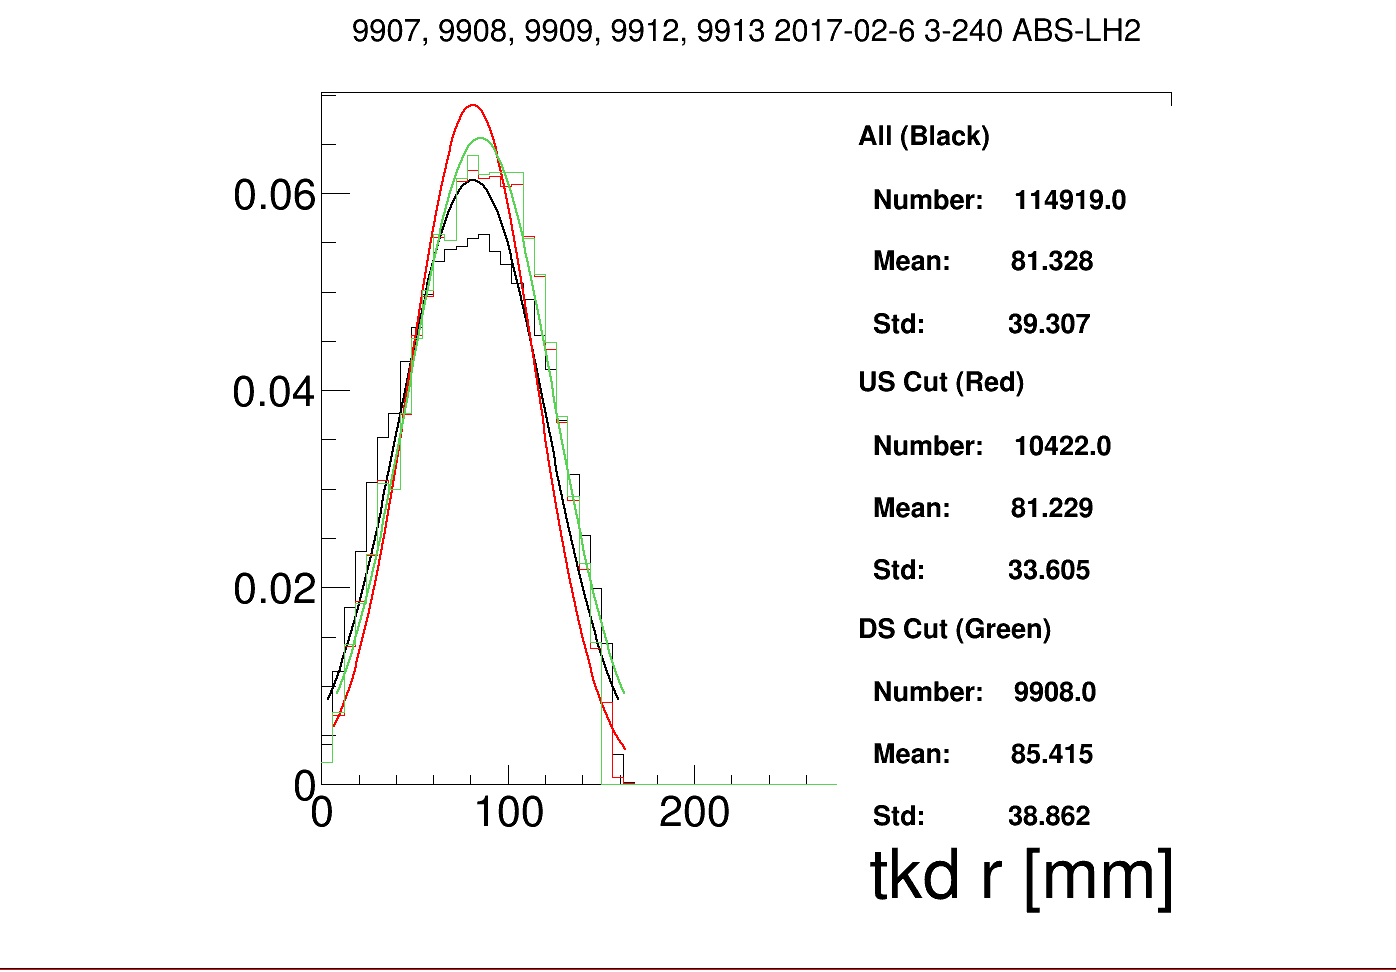 9907, 9908, 9909, 9912, 9913 2017-02-6 3-240 ABS-LH2
All (Black)
Number: 114919.0
Mean: 81.328
Std: 39.307
US Cut (Red)
Number: 10422.0
Mean: 81.229
Std: 33.605
DS Cut (Green)
Number: 9908.0
Mean: 85.415
Std: 38.862
0.06
0.04
0.02
0
0 100 200
tkd r [mm]